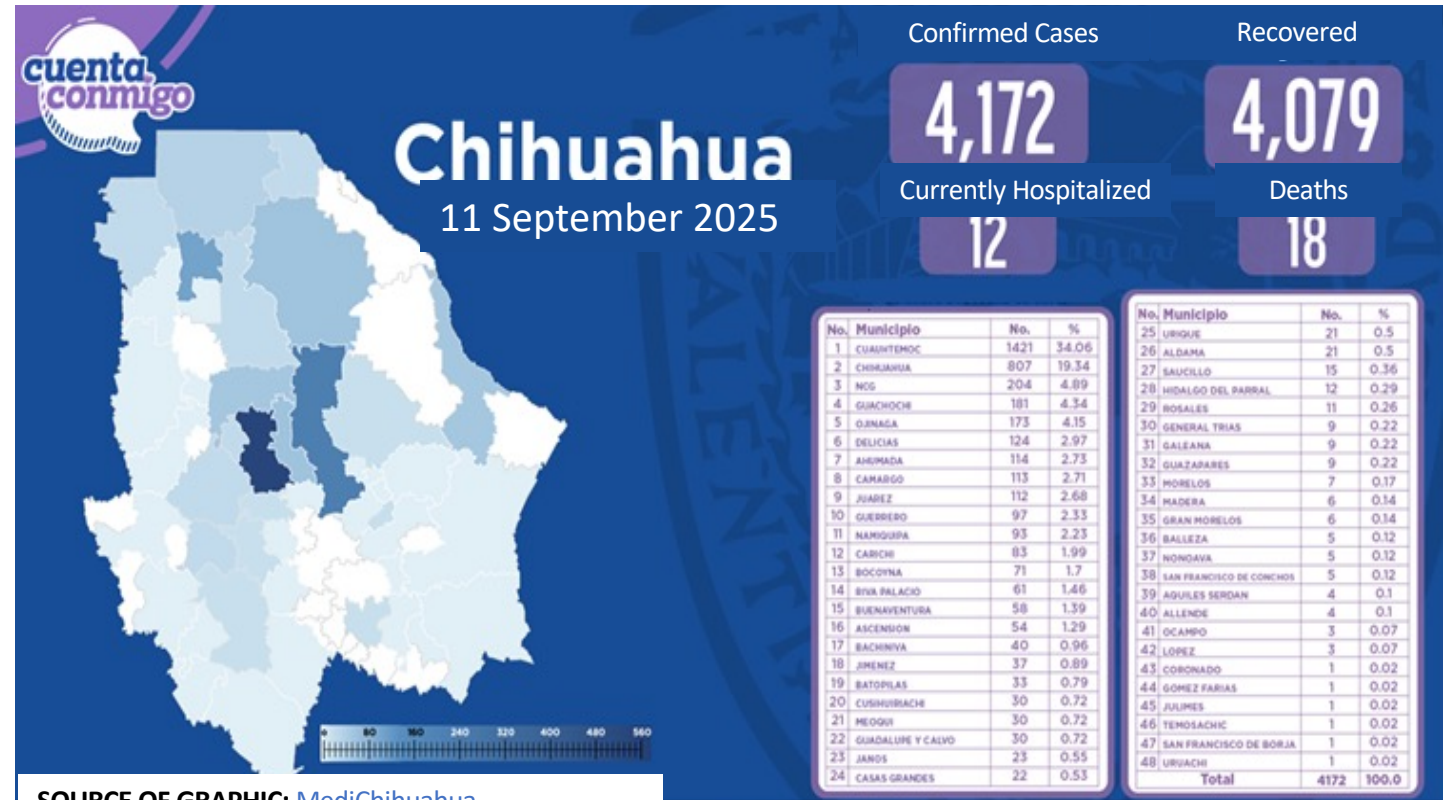 cuenta
conmigo
Chihuahua
11 September 2025
Confirmed Cases
4,172
Recovered
4,079
Currently Hospitalized
12
Deaths
18
0 80 160 240 320 400 480 560
No. Municipio No. %
1 CUAUHTEMOC 1421 34.06
2 CHIHUAHUA 807 19.34
3 NCG 204 4.89
4 GUACHOCHI 181 4.34
5 OJINAGA 173 4.15
6 DELICIAS 124 2.97
7 AHUMADA 114 2.73
8 CAMARGO 113 2.71
9 JUAREZ 112 2.68
10 GUERRERO 97 2.33
11 NAMIQUIPA 93 2.23
12 CARICHI 83 1.99
13 BOCOYNA 71 1.7
14 RIVA PALACIO 61 1.46
15 BUENAVENTURA 58 1.39
16 ASCENSION 54 1.29
17 BACHINIVA 40 0.96
18 JIMENEZ 37 0.89
19 BATOPILAS 33 0.79
20 CUSIHUIRIACHI 30 0.72
21 MEOQUI 30 0.72
22 GUADALUPE Y CALVO 30 0.72
23 JANOS 23 0.55
24 CASAS GRANDES 22 0.53
No. Municipio No. %
25 URIQUE 21 0.5
26 ALDAMA 21 0.5
27 SAUCILLO 15 0.36
28 HIDALGO DEL PARRAL 12 0.29
29 ROSALES 11 0.26
30 GENERAL TRIAS 9 0.22
31 GALEANA 9 0.22
32 GUAZAPARES 9 0.22
33 MORELOS 7 0.17
34 MADERA 6 0.14
35 GRAN MORELOS 6 0.14
36 BALLEZA 5 0.12
37 NONOAVA 5 0.12
38 SAN FRANCISCO DE CONCHOS 5 0.12
39 AQUILES SERDAN 4 0.1
40 ALLENDE 4 0.1
41 OCAMPO 3 0.07
42 LOPEZ 3 0.07
43 CORONADO 1 0.02
44 GOMEZ FARIAS 1 0.02
45 JULIMES 1 0.02
46 TEMOSACHIC 1 0.02
47 SAN FRANCISCO DE BORJA 1 0.02
48 URUACHI 1 0.02
Total 4172 100.0
SOURCE OF GRAPHIC: MediChihuahua